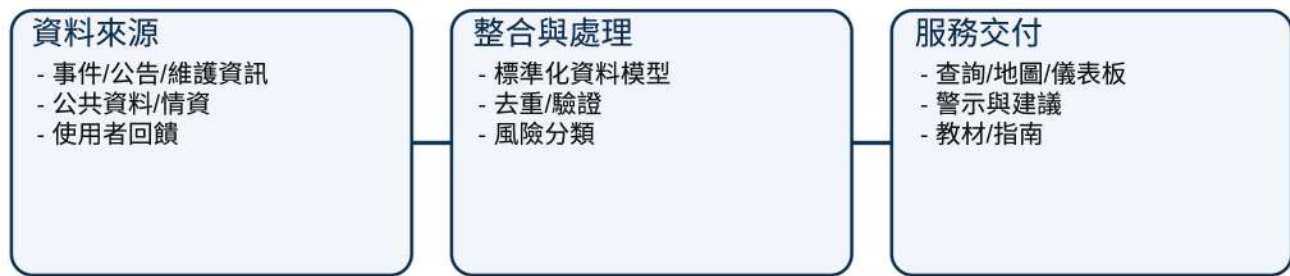 資料來源
- 事件/公告/維護資訊
- 公共資料/情資
- 使用者回饋
整合與處理
- 標準化資料模型
- 去重/驗證
- 風險分類
服務交付
- 查詢/地圖/儀表板
- 警示與建議
- 教材/指南